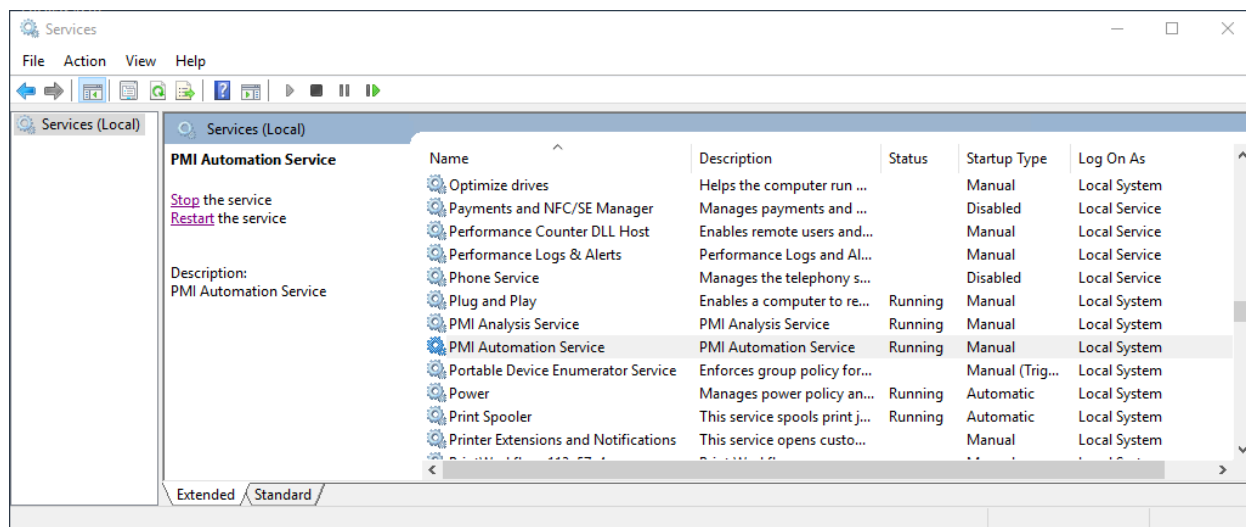 Services
File Action View Help
Services (Local)
Services (Local)
PMI Automation Service
Stop the service
Restart the service
Description:
PMI Automation Service
Name Description Status Startup Type Log On As
Optimize drives Helps the computer run ... Manual Local System
Payments and NFC/SE Manager Manages payments and ... Disabled Local Service
Performance Counter DLL Host Enables remote users and... Manual Local Service
Performance Logs & Alerts Performance Logs and Al... Manual Local Service
Phone Service Manages the telephony s... Disabled Local Service
Plug and Play Enables a computer to re... Running Manual Local System
PMI Analysis Service PMI Analysis Service Running Manual Local System
PMI Automation Service PMI Automation Service Running Manual Local System
Portable Device Enumerator Service Enforces group policy for... Manual (Trig... Local System
Power Manages power policy an... Running Automatic Local System
Print Spooler This service spools print j... Running Automatic Local System
Printer Extensions and Notifications This service opens custo... Manual Local System
Extended Standard